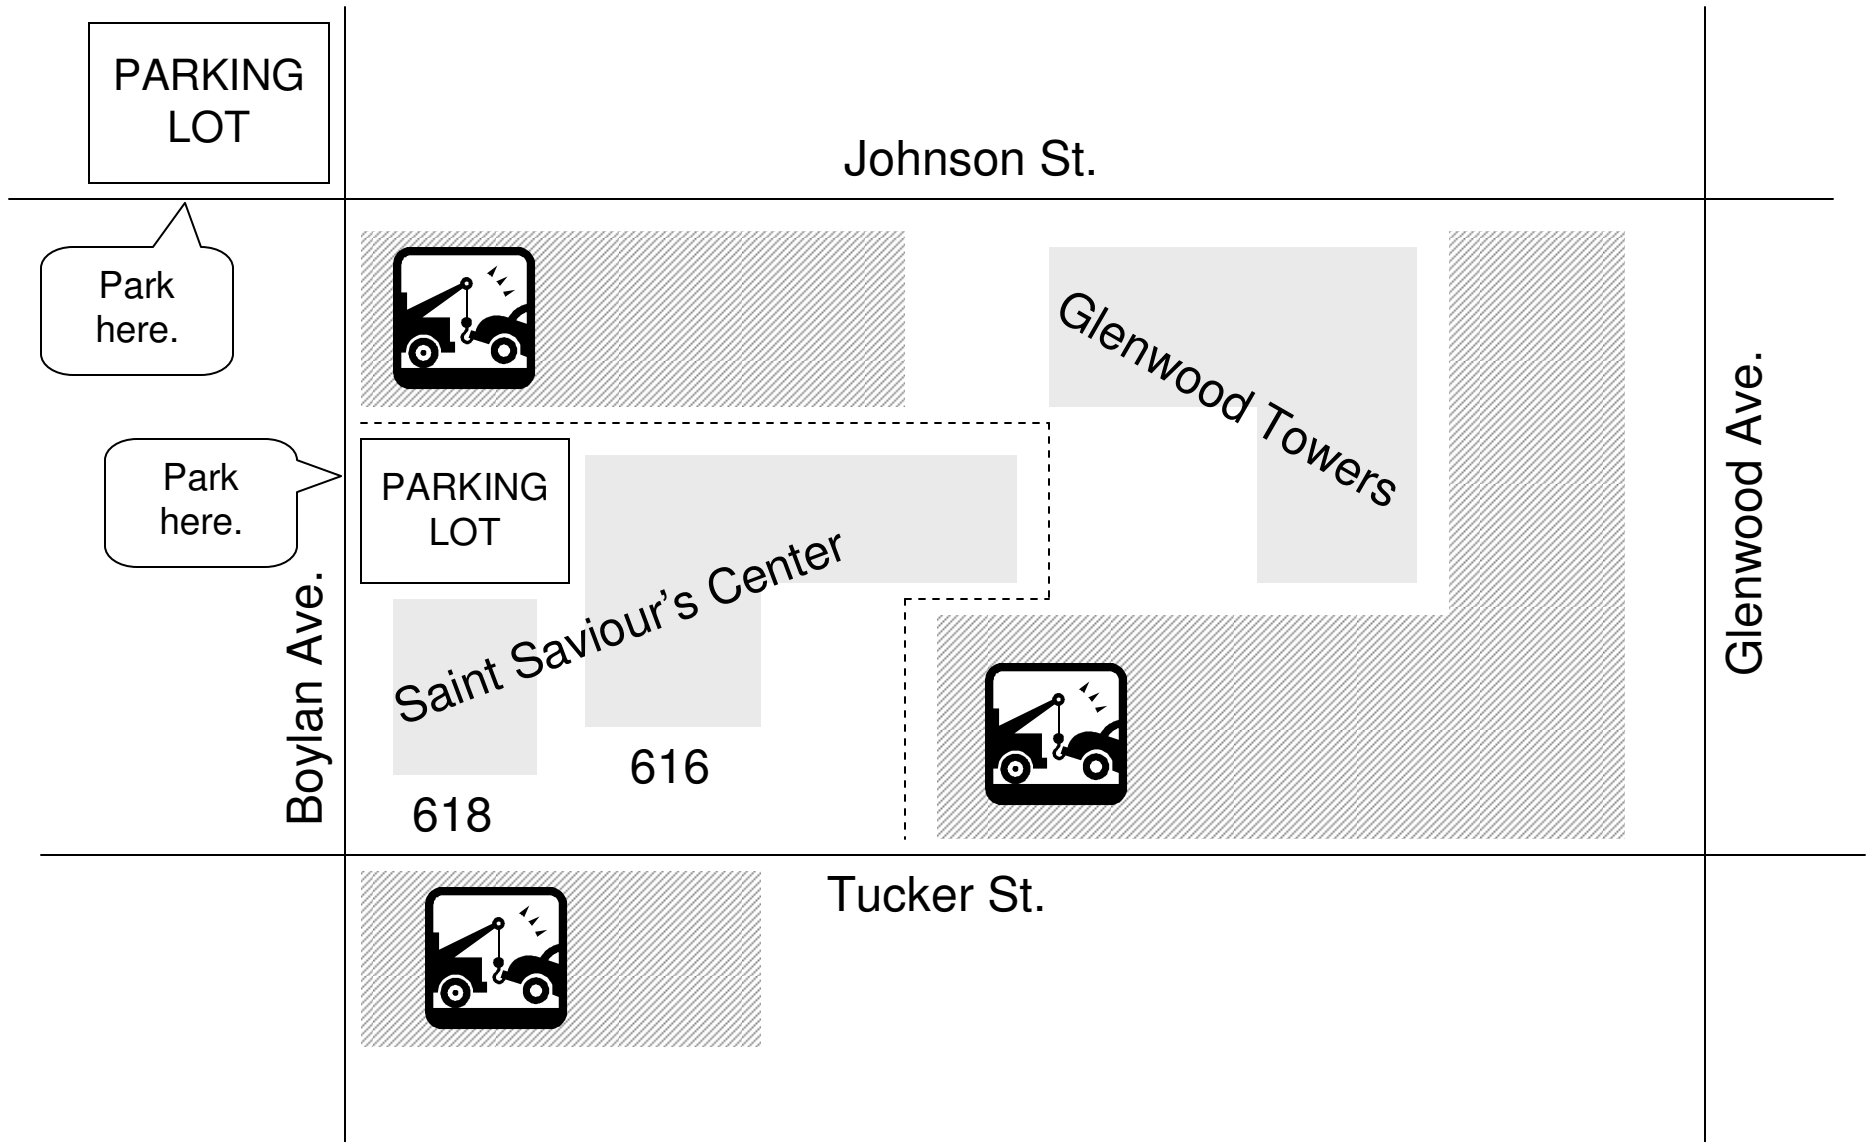 PARKING
LOT
Johnson St.
Park
here.
Glenwood Towers
Glenwood Ave.
Park
here.
PARKING
LOT
Saint Saviour’s Center
Boylan Ave.
616
618
Tucker St.